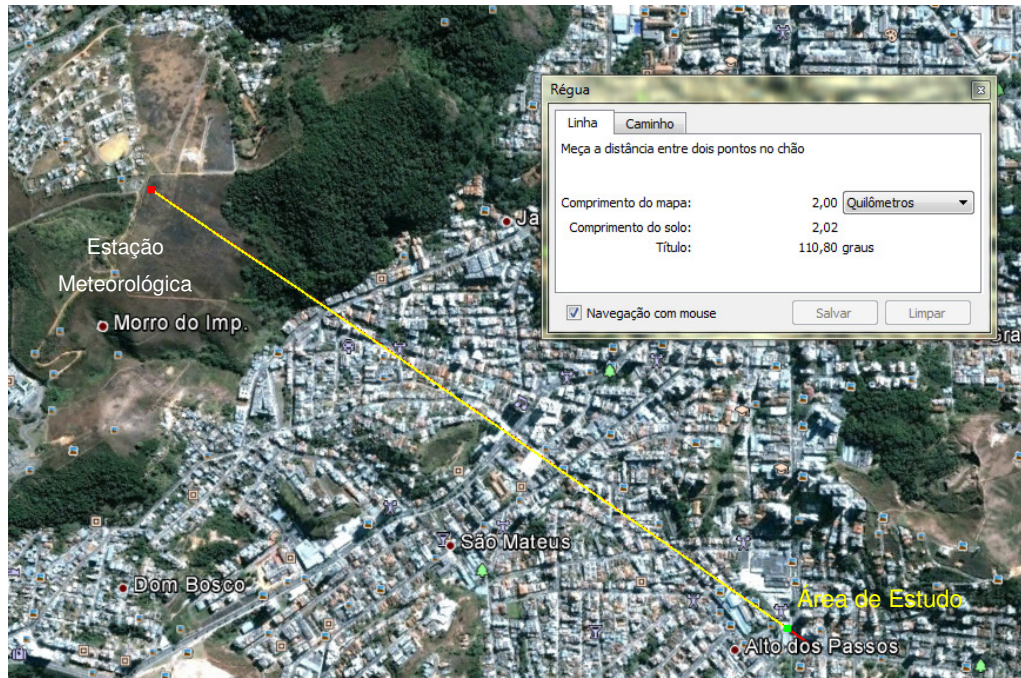 Régua
Linha
Caminho
Meça a distância entre dois pontos no chão
Comprimento do mapa:
2,00
Quilômetros
Comprimento do solo:
2,02
Título:
110,80 graus
Navegação com mouse
Salvar
Limpar
Ja
Estação
Meteorológica
Morro do Imp.
São Mateus
Dom Bosco
Área de Estudo
Alto dos Passos